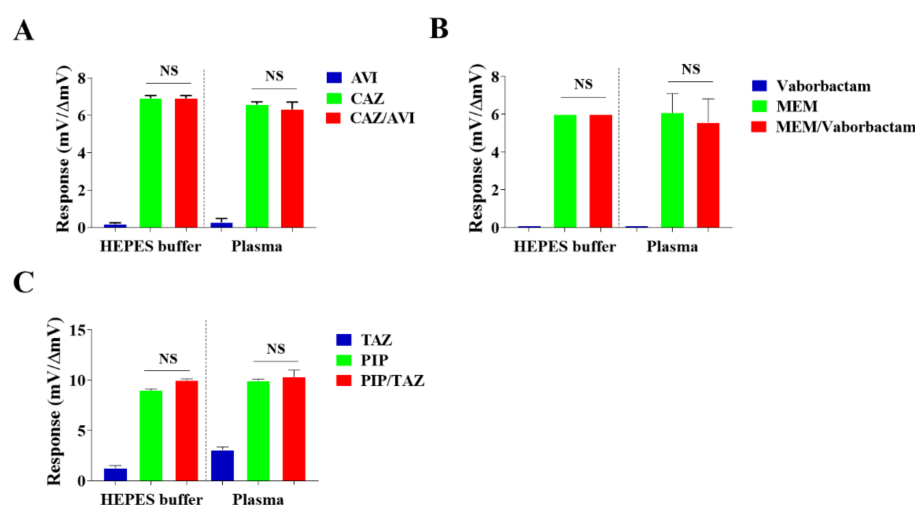 A
Response (mV/ΔmV)
8
6
4
2
0
NS
NS
HEPES buffer
Plasma
AVI
CAZ
CAZ/AVI
B
Response (mV/ΔmV)
8
6
4
2
0
NS
NS
HEPES buffer
Plasma
Vaborbactam
MEM
MEM/Vaborbactam
C
Response (mV/ΔmV)
15
10
5
0
NS
NS
HEPES buffer
Plasma
TAZ
PIP
PIP/TAZ